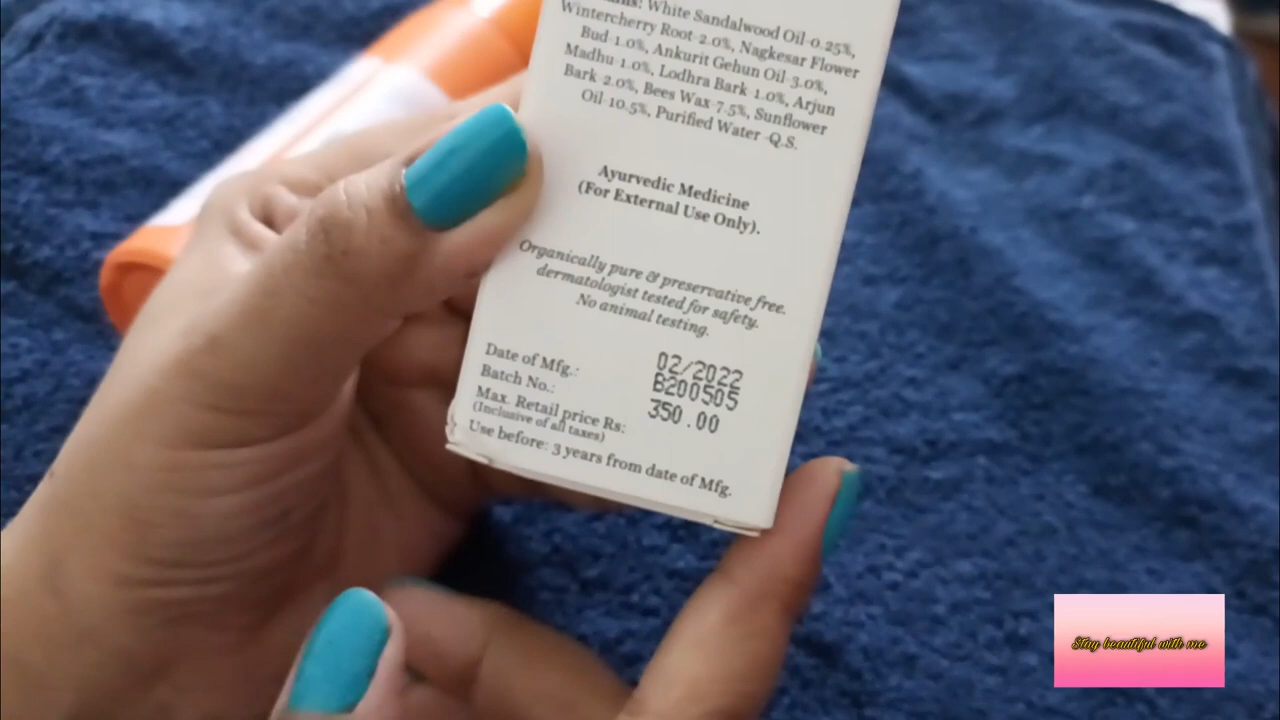 White Sandalwood Oil-0.25%,
Wintercherry Root-2.0%, Nagkesar Flower
Bud-1.0%, Ankurit Gehun Oil-3.0%,
Madhu-1.0%, Lodhra Bark-1.0%, Arjun
Bark-2.0%, Bees Wax-7.5%, Sunflower
Oil-10.5%, Purified Water -Q.S.
Ayurvedic Medicine
(For External Use Only).
Organically pure & preservative free.
dermatologist tested for safety.
No animal testing.
Date of Mfg.: 02/2022
Batch No.: B200505
Max. Retail price Rs: 350.00
(Inclusive of all taxes)
Use before: 3 years from date of Mfg.
Stay beautiful with me